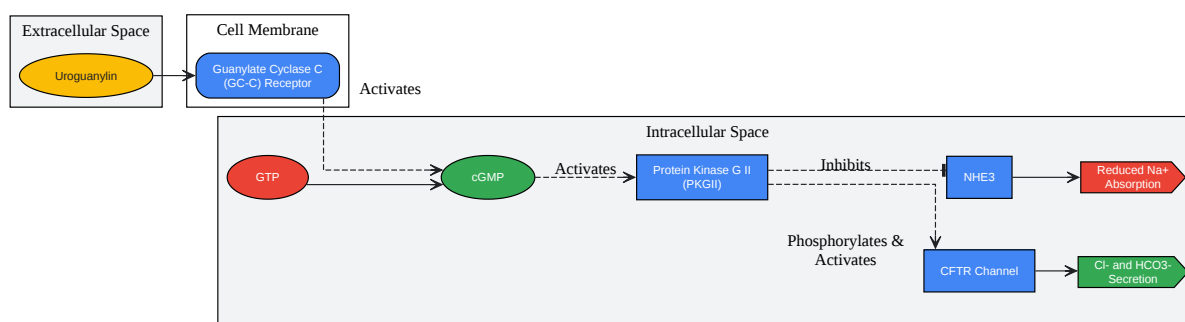 Extracellular Space
Uroguanylin
Cell Membrane
Guanylate Cyclase C
(GC-C) Receptor
Activates
Intracellular Space
GTP
cGMP
Activates
Protein Kinase G II
(PKGII)
Inhibits
NHE3
Reduced Na+
Absorption
Phosphorylates &
Activates
CFTR Channel
Cl- and HCO3-
Secretion